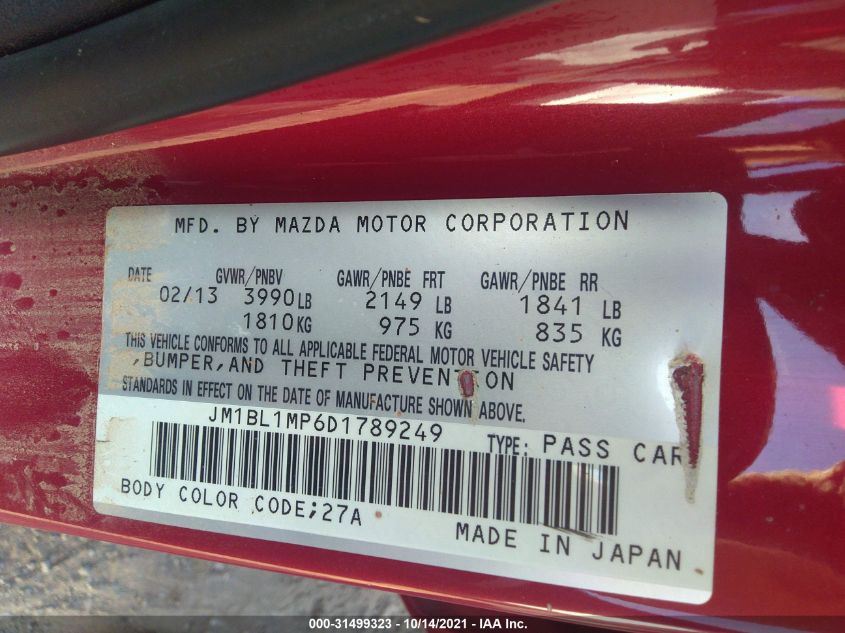 MFD. BY MAZDA MOTOR CORPORATION
DATE GVWR/PNBV GAWR/PNBE FRT GAWR/PNBE RR
02/13 3990LB 2149 LB 1841 LB
1810KG 975 KG 835 KG
THIS VEHICLE CONFORMS TO ALL APPLICABLE FEDERAL MOTOR VEHICLE SAFETY
,BUMPER,AND THEFT PREVENTION
STANDARDS IN EFFECT ON THE DATE OF MANUFACTURE SHOWN ABOVE.
JM1BL1MP6D1789249 TYPE: PASS CAR
BODY COLOR CODE;27A
MADE IN JAPAN
000-31499323 - 10/14/2021 - IAA Inc.